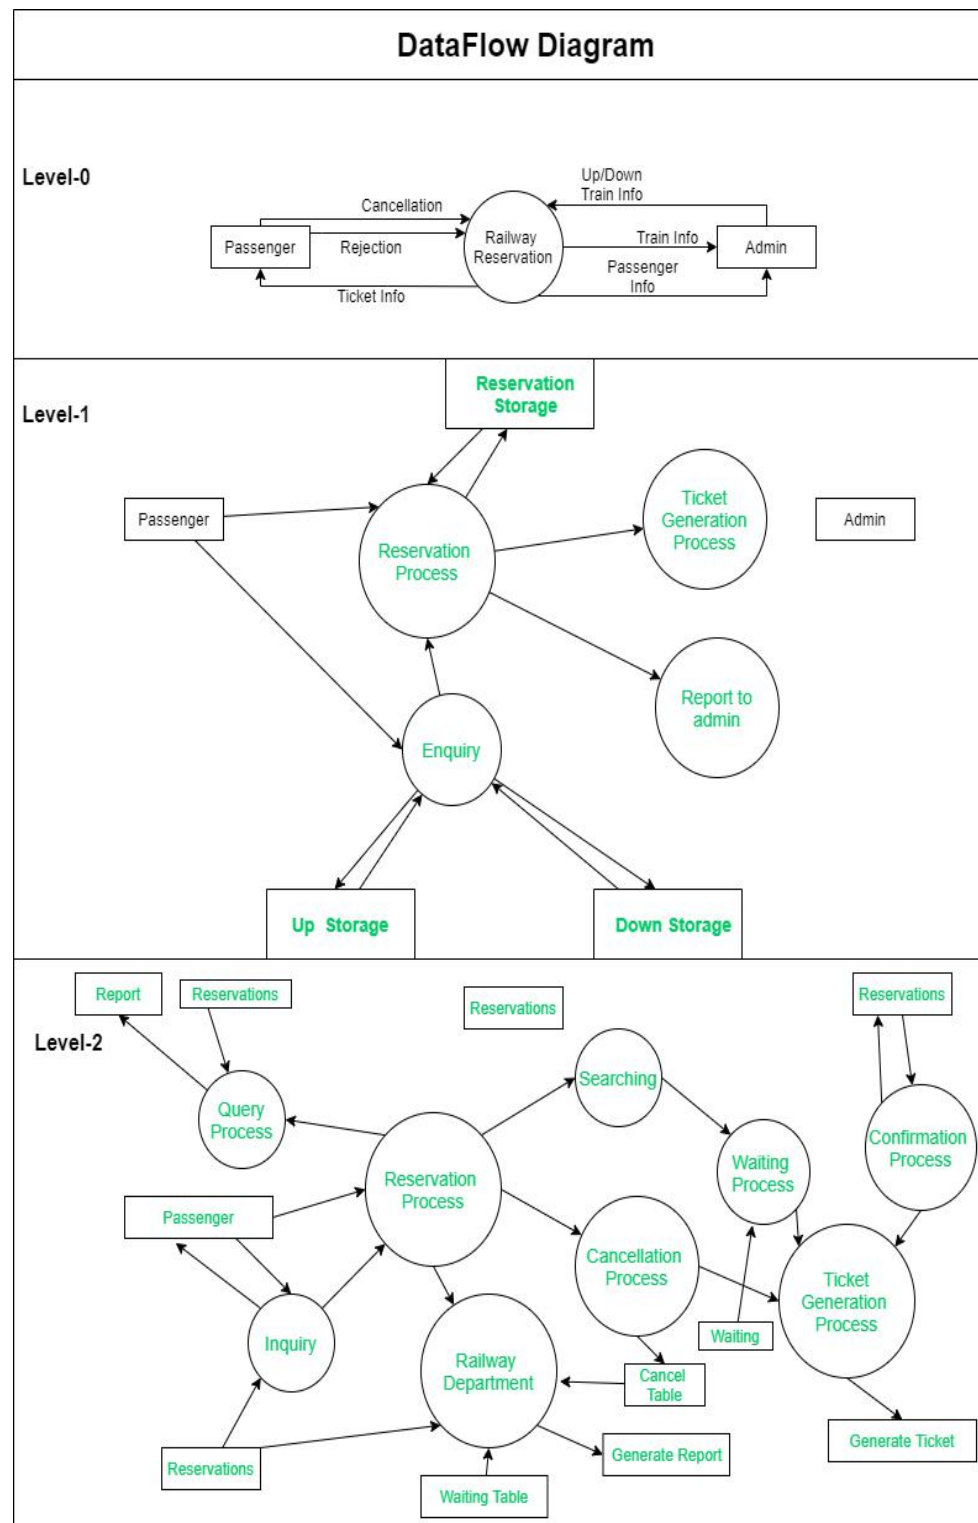 DataFlow Diagram
Level-0
Up/Down
Train Info
Cancellation
Passenger
Rejection
Railway
Reservation
Train Info
Admin
Passenger
Info
Ticket Info
Level-1
Reservation
Storage
Passenger
Reservation
Process
Ticket
Generation
Process
Admin
Report to
admin
Enquiry
Up Storage
Down Storage
Level-2
Report
Reservations
Reservations
Reservations
Searching
Query
Process
Reservation
Process
Waiting
Process
Confirmation
Process
Passenger
Cancellation
Process
Ticket
Generation
Process
Inquiry
Waiting
Railway
Department
Cancel
Table
Reservations
Generate Report
Generate Ticket
Waiting Table